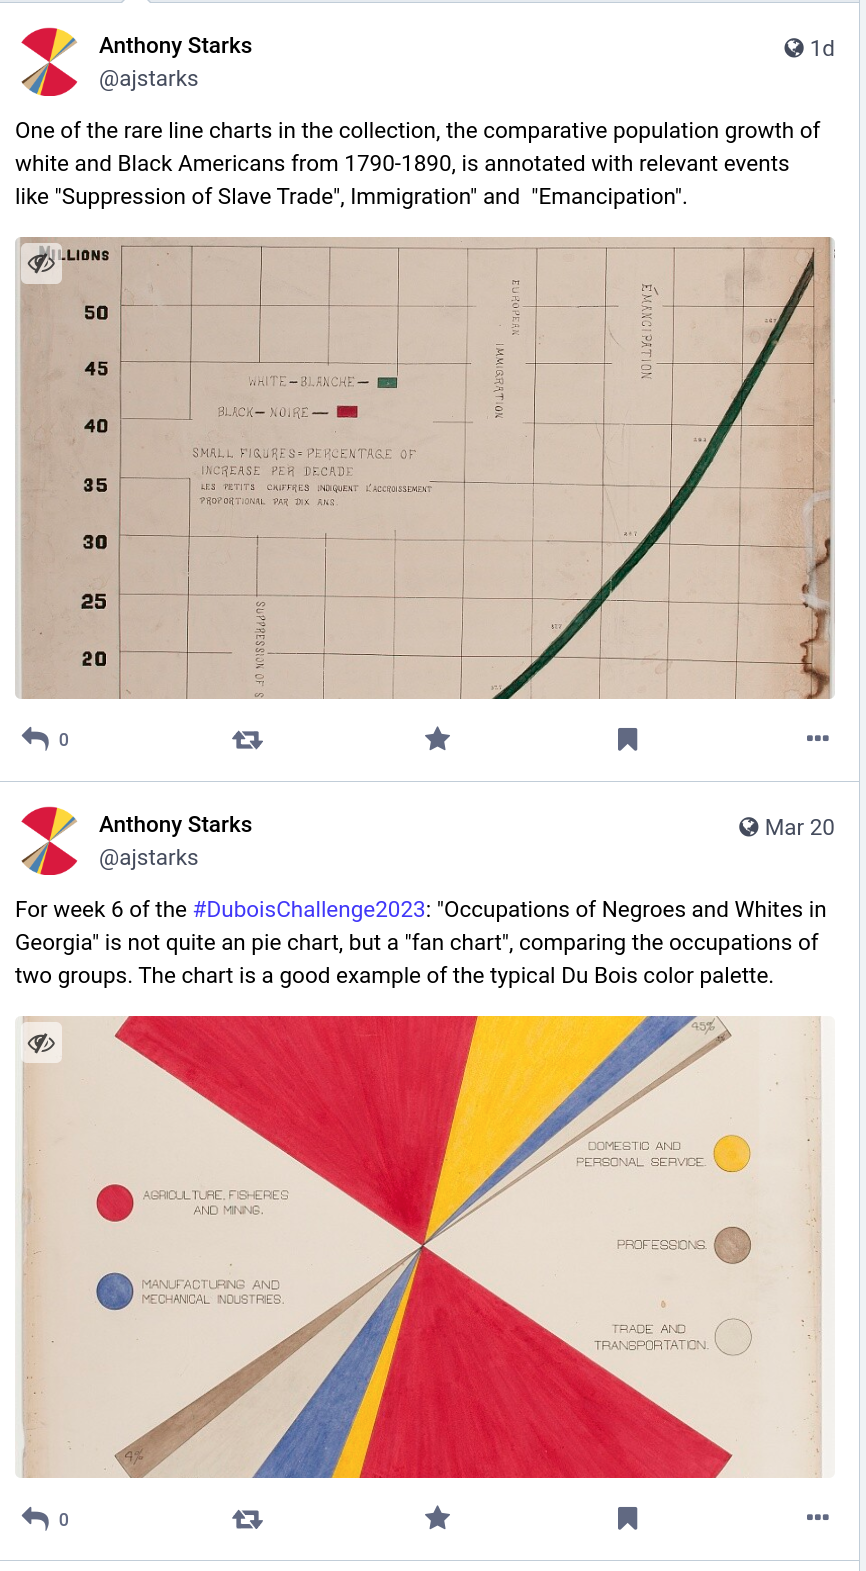 Anthony Starks
1d
@ajstarks
One of the rare line charts in the collection, the comparative population growth of
white and Black Americans from 1790-1890, is annotated with relevant events
like "Suppression of Slave Trade", Immigration" and  "Emancipation".
MILLIONS
50
45
40
35
30
25
20
WHITE-BLANCHE-
BLACK- NOIRE-
SMALL FIGURES= PERCENTAGE OF
INCREASE PER DECADE
LES PETITS CHIFFRES INDIQUENT L'ACCROISSEMENT
PROPORTIONAL PAR DIX ANS.
SUPPRESSION OF S
EUROPEAN
IMMIGRATION
ÉMANCIPATION
0
Anthony Starks
Mar 20
@ajstarks
For week 6 of the #DuboisChallenge2023: "Occupations of Negroes and Whites in
Georgia" is not quite an pie chart, but a "fan chart", comparing the occupations of
two groups. The chart is a good example of the typical Du Bois color palette.
4.5%
DOMESTIC AND
PERSONAL SERVICE.
AGRICULTURE, FISHERIES
AND MINING.
PROFESSIONS.
MANUFACTURING AND
MECHANICAL INDUSTRIES.
TRADE AND
TRANSPORTATION.
4%
0